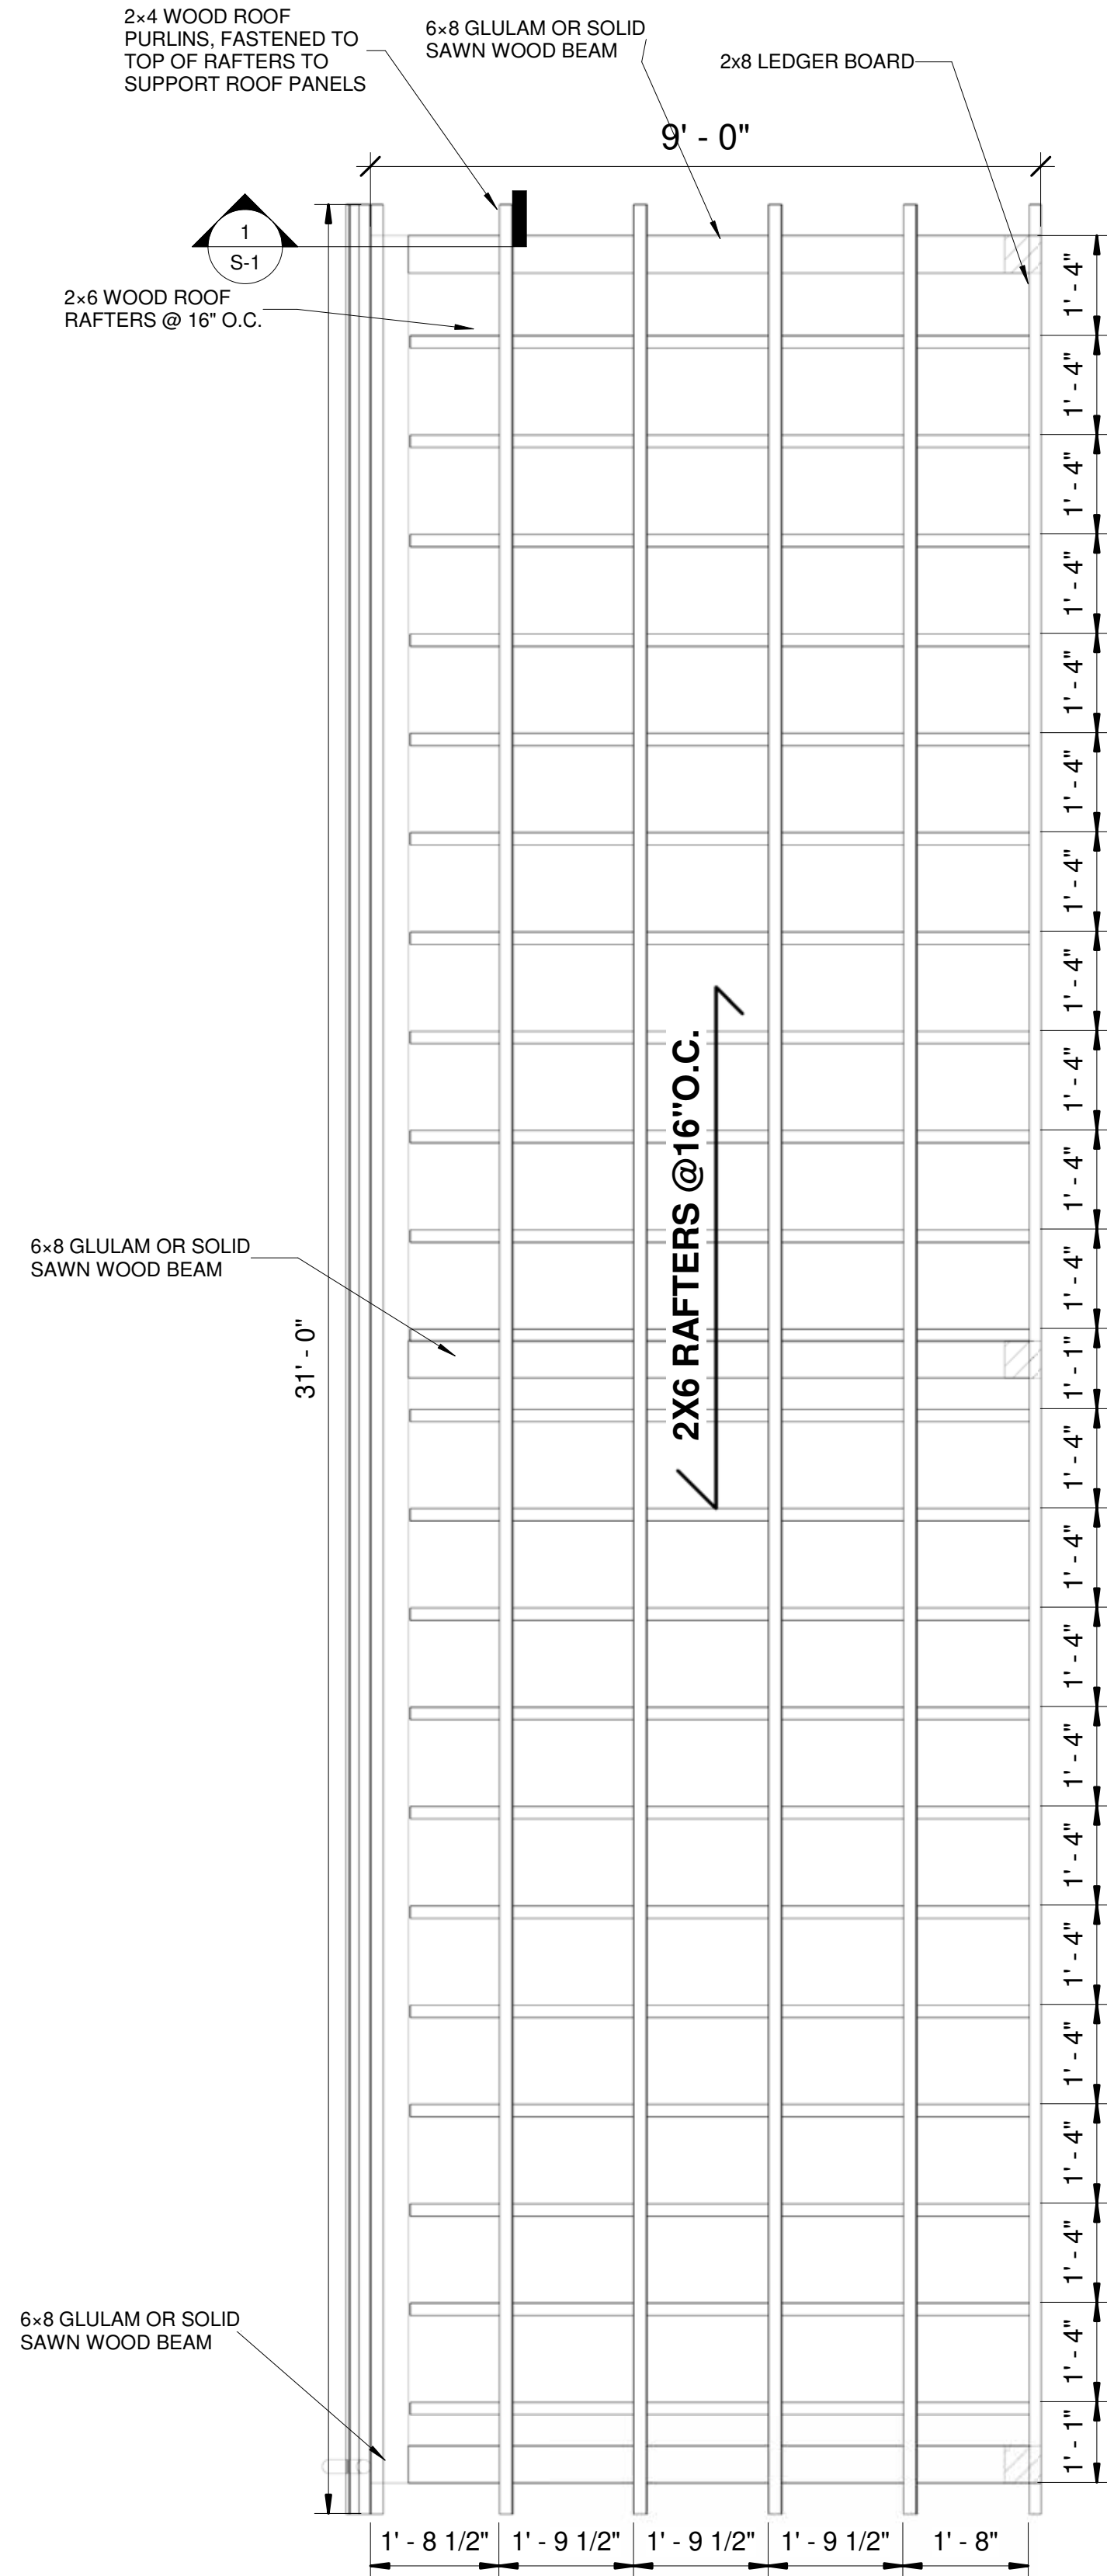 2×4 WOOD ROOF
PURLINS, FASTENED TO
TOP OF RAFTERS TO
SUPPORT ROOF PANELS
6×8 GLULAM OR SOLID
SAWN WOOD BEAM
2x8 LEDGER BOARD
9' - 0"
1
S-1
2×6 WOOD ROOF
RAFTERS @ 16" O.C.
1' - 4"
1' - 4"
1' - 4"
1' - 4"
1' - 4"
1' - 4"
1' - 4"
1' - 4"
1' - 4"
1' - 4"
1' - 4"
1' - 1"
1' - 4"
1' - 4"
1' - 4"
1' - 4"
1' - 4"
1' - 4"
1' - 4"
1' - 4"
1' - 4"
1' - 4"
1' - 1"
2X6 RAFTERS @16"O.C.
6×8 GLULAM OR SOLID
SAWN WOOD BEAM
31' - 0"
6×8 GLULAM OR SOLID
SAWN WOOD BEAM
1' - 8 1/2"
1' - 9 1/2"
1' - 9 1/2"
1' - 9 1/2"
1' - 8"